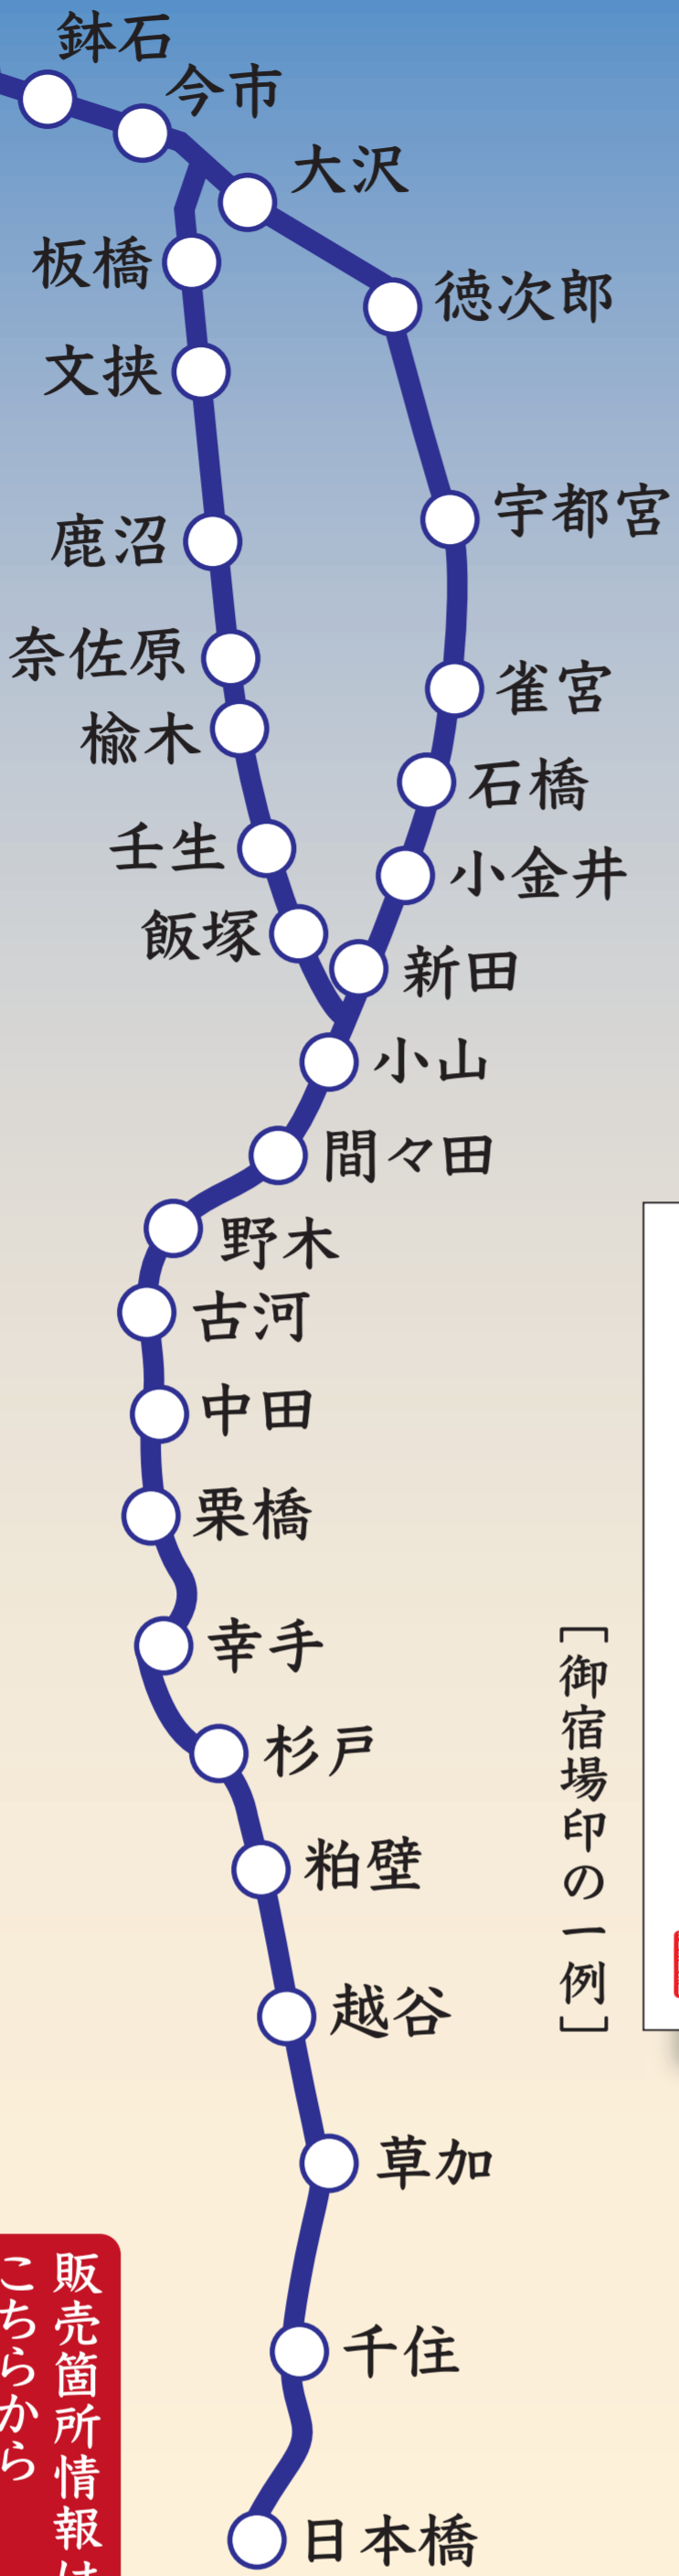 鉢石
今市
大沢
板橋
徳次郎
文挟
宇都宮
鹿沼
奈佐原
雀宮
楡木
石橋
壬生
小金井
飯塚
新田
小山
間々田
野木
古河
中田
栗橋
幸手
杉戸
粕壁
越谷
草加
千住
日本橋
［御宿場印の一例］
販売箇所情報は
こちらから